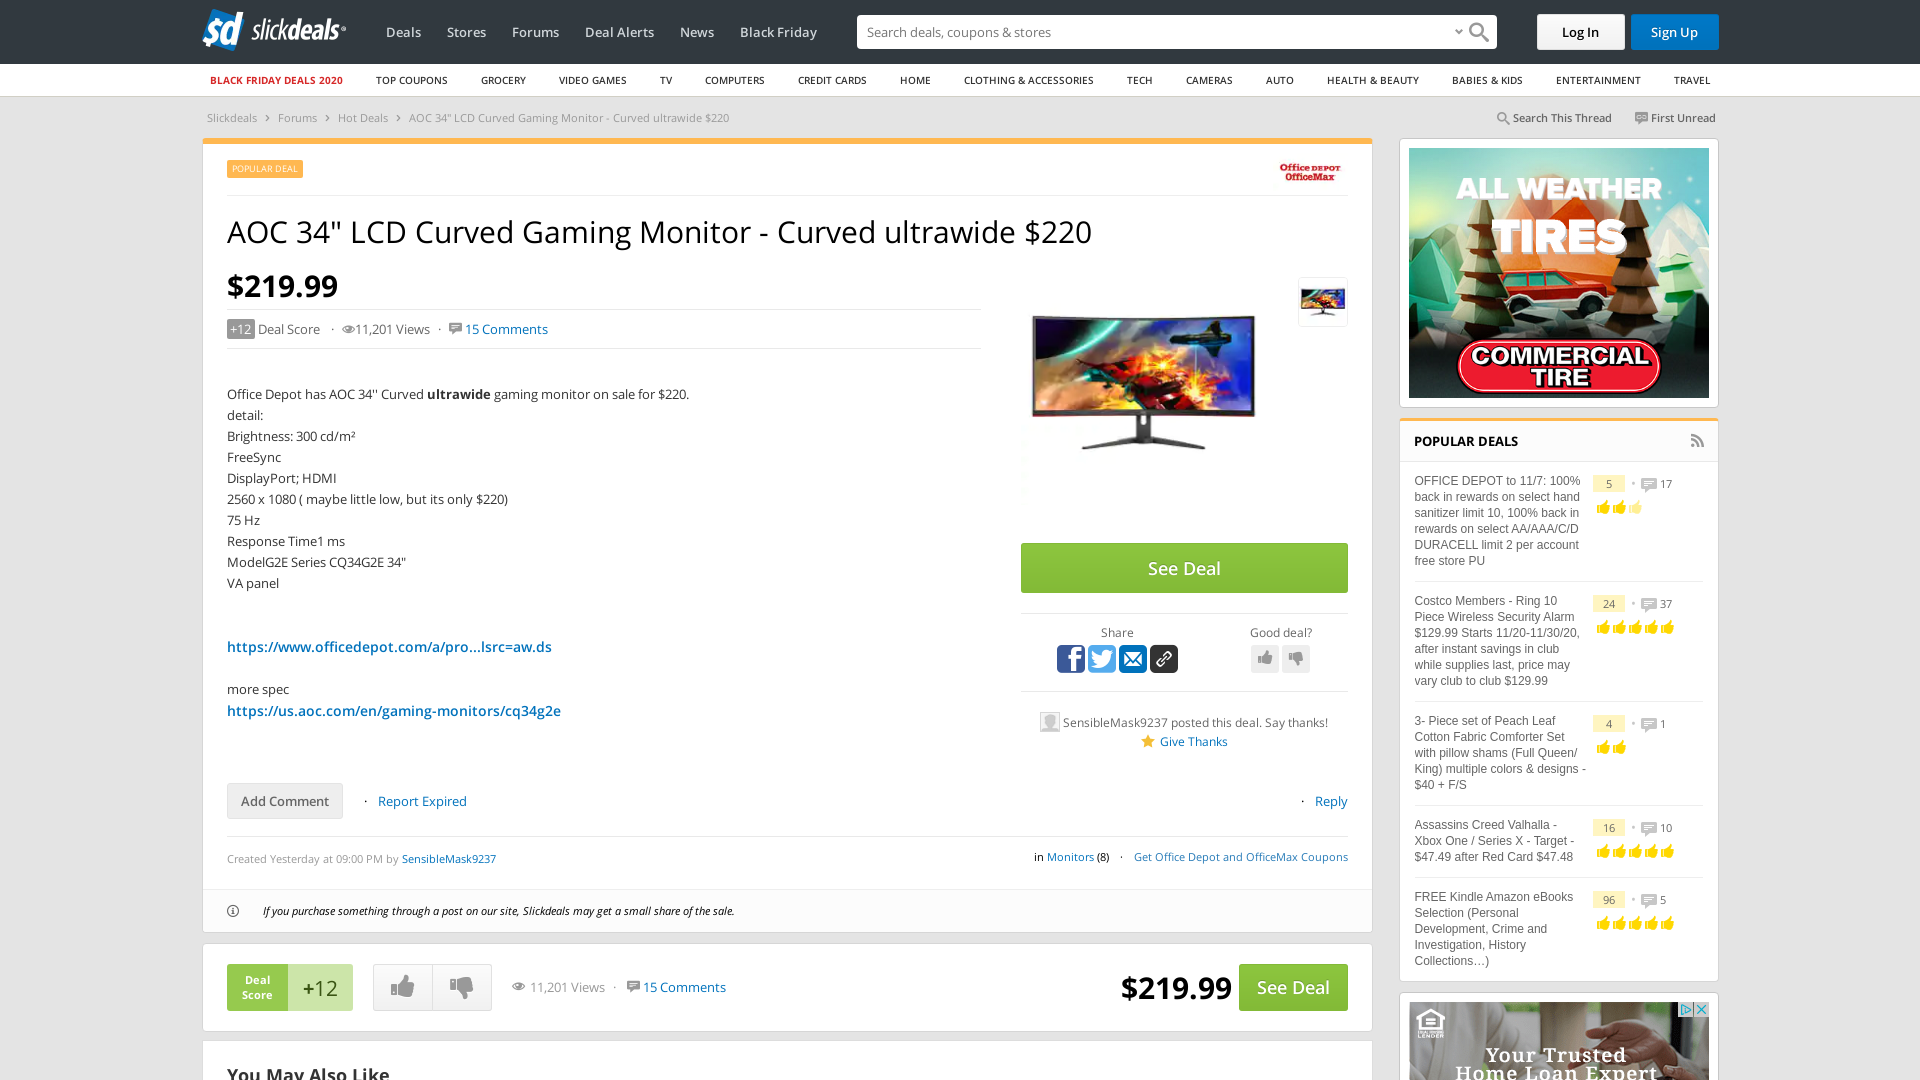 slickdeals
Deals
Stores
Forums
Deal Alerts
News
Black Friday
Search deals, coupons & stores
Log In
Sign Up
BLACK FRIDAY DEALS 2020
TOP COUPONS
GROCERY
VIDEO GAMES
TV
COMPUTERS
CREDIT CARDS
HOME
CLOTHING & ACCESSORIES
TECH
CAMERAS
AUTO
HEALTH & BEAUTY
BABIES & KIDS
ENTERTAINMENT
TRAVEL
Slickdeals › Forums › Hot Deals › AOC 34" LCD Curved Gaming Monitor - Curved ultrawide $220
Search This Thread
First Unread
POPULAR DEAL
Office DEPOT
OfficeMax
AOC 34" LCD Curved Gaming Monitor - Curved ultrawide $220
$219.99
+12 Deal Score · 11,201 Views · 15 Comments
Office Depot has AOC 34'' Curved ultrawide gaming monitor on sale for $220.
detail:
Brightness: 300 cd/m²
FreeSync
DisplayPort; HDMI
2560 x 1080 ( maybe little low, but its only $220)
75 Hz
Response Time1 ms
ModelG2E Series CQ34G2E 34"
VA panel
https://www.officedepot.com/a/pro...lsrc=aw.ds
more spec
https://us.aoc.com/en/gaming-monitors/cq34g2e
See Deal
Share
Good deal?
SensibleMask9237 posted this deal. Say thanks!
Give Thanks
Add Comment
· Report Expired
· Reply
Created Yesterday at 09:00 PM by SensibleMask9237
in Monitors (8) · Get Office Depot and OfficeMax Coupons
If you purchase something through a post on our site, Slickdeals may get a small share of the sale.
Deal
Score
+12
11,201 Views · 15 Comments
$219.99
See Deal
You May Also Like
ALL WEATHER
TIRES
COMMERCIAL
TIRE
POPULAR DEALS
OFFICE DEPOT to 11/7: 100%
back in rewards on select hand
sanitizer limit 10, 100% back in
rewards on select AA/AAA/C/D
DURACELL limit 2 per account
free store PU
5 • 17
Costco Members - Ring 10
Piece Wireless Security Alarm
$129.99 Starts 11/20-11/30/20,
after instant savings in club
while supplies last, price may
vary club to club $129.99
24 • 37
3- Piece set of Peach Leaf
Cotton Fabric Comforter Set
with pillow shams (Full Queen/
King) multiple colors & designs -
$40 + F/S
4 • 1
Assassins Creed Valhalla -
Xbox One / Series X - Target -
$47.49 after Red Card $47.48
16 • 10
FREE Kindle Amazon eBooks
Selection (Personal
Development, Crime and
Investigation, History
Collections…)
96 • 5
Your Trusted
Home Loan Expert